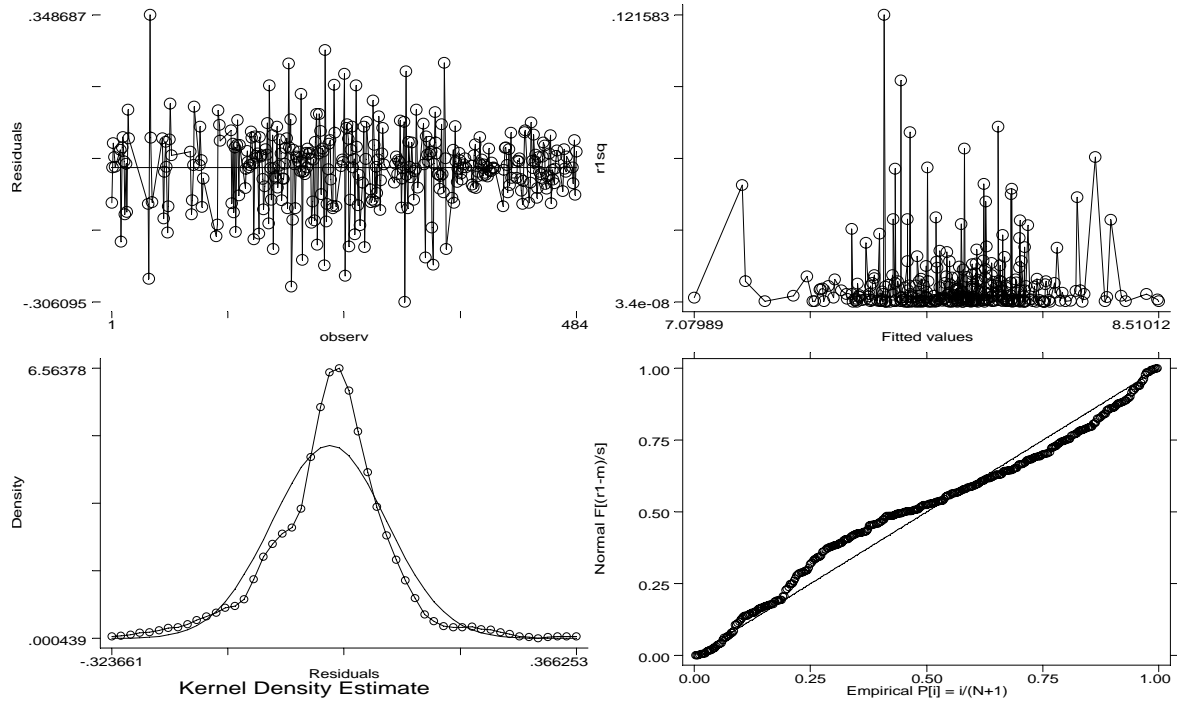 .348687
Residuals
-.306095
1
484
observ
.121583
r1sq
3.4e-08
7.07989
8.51012
Fitted values
6.56378
Density
.000439
-.323661
.366253
Residuals
Kernel Density Estimate
1.00
0.75
0.50
0.25
0.00
Normal F[(r1-m)/s]
0.00
0.25
0.50
0.75
1.00
Empirical P[i] = i/(N+1)